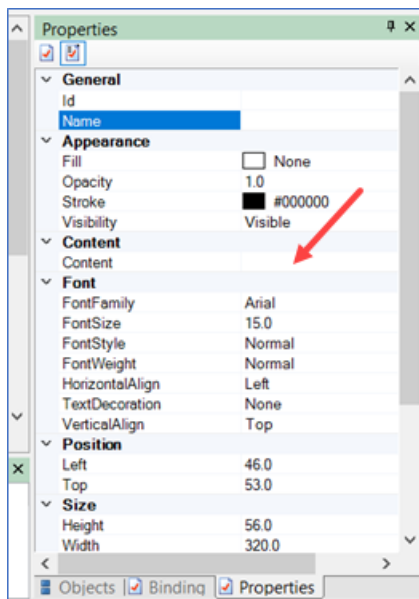 Properties
General
Id
Name
Appearance
Fill None
Opacity 1.0
Stroke #000000
Visibility Visible
Content
Content
Font
FontFamily Arial
FontSize 15.0
FontStyle Normal
FontWeight Normal
HorizontalAlign Left
TextDecoration None
VerticalAlign Top
Position
Left 46.0
Top 53.0
Size
Height 56.0
Width 320.0
Objects Binding Properties